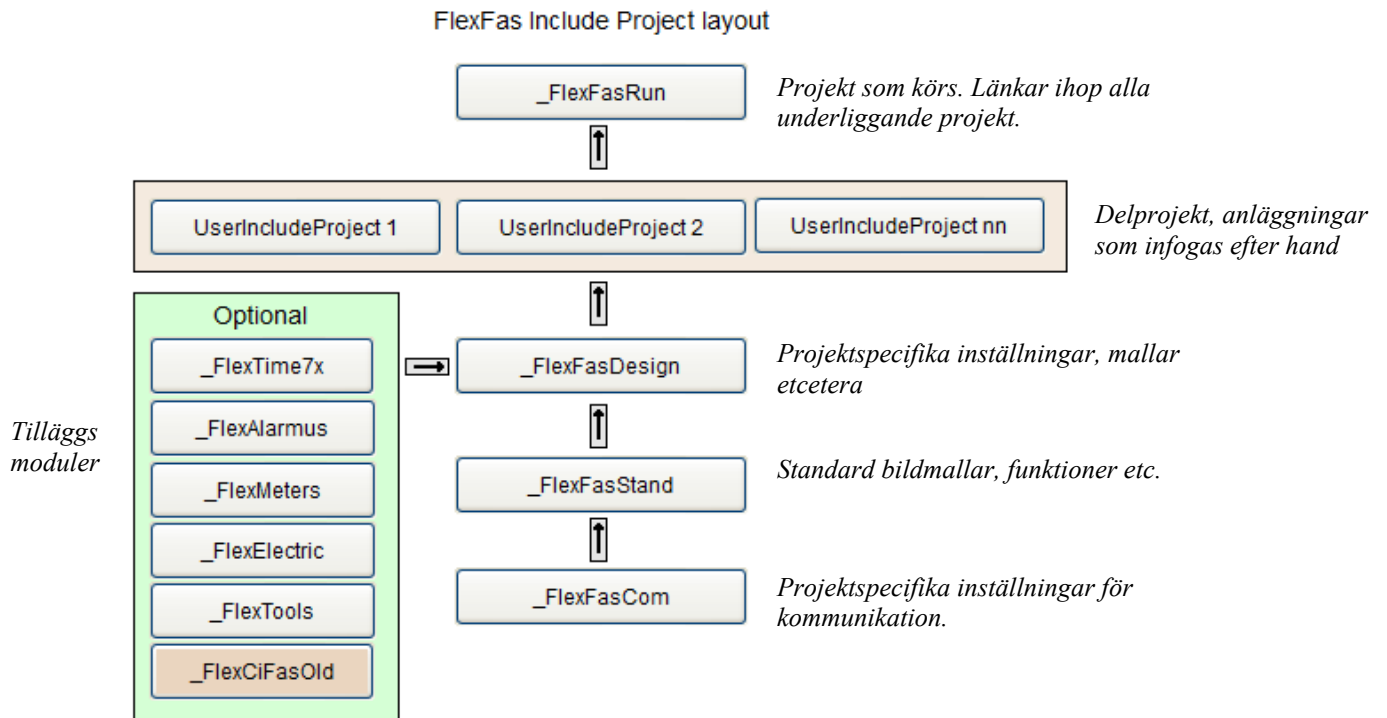 FlexFas Include Project layout
_FlexFasRun
Projekt som körs. Länkar ihop alla
underliggande projekt.
UserIncludeProject 1
UserIncludeProject 2
UserIncludeProject nn
Delprojekt, anläggningar
som infogas efter hand
Optional
_FlexTime7x
_FlexFasDesign
Projektspecifika inställningar, mallar
etcetera
Tilläggs
moduler
_FlexAlarmus
_FlexMeters
_FlexFasStand
Standard bildmallar, funktioner etc.
_FlexElectric
_FlexTools
_FlexFasCom
Projektspecifika inställningar för
kommunikation.
_FlexCiFasOld